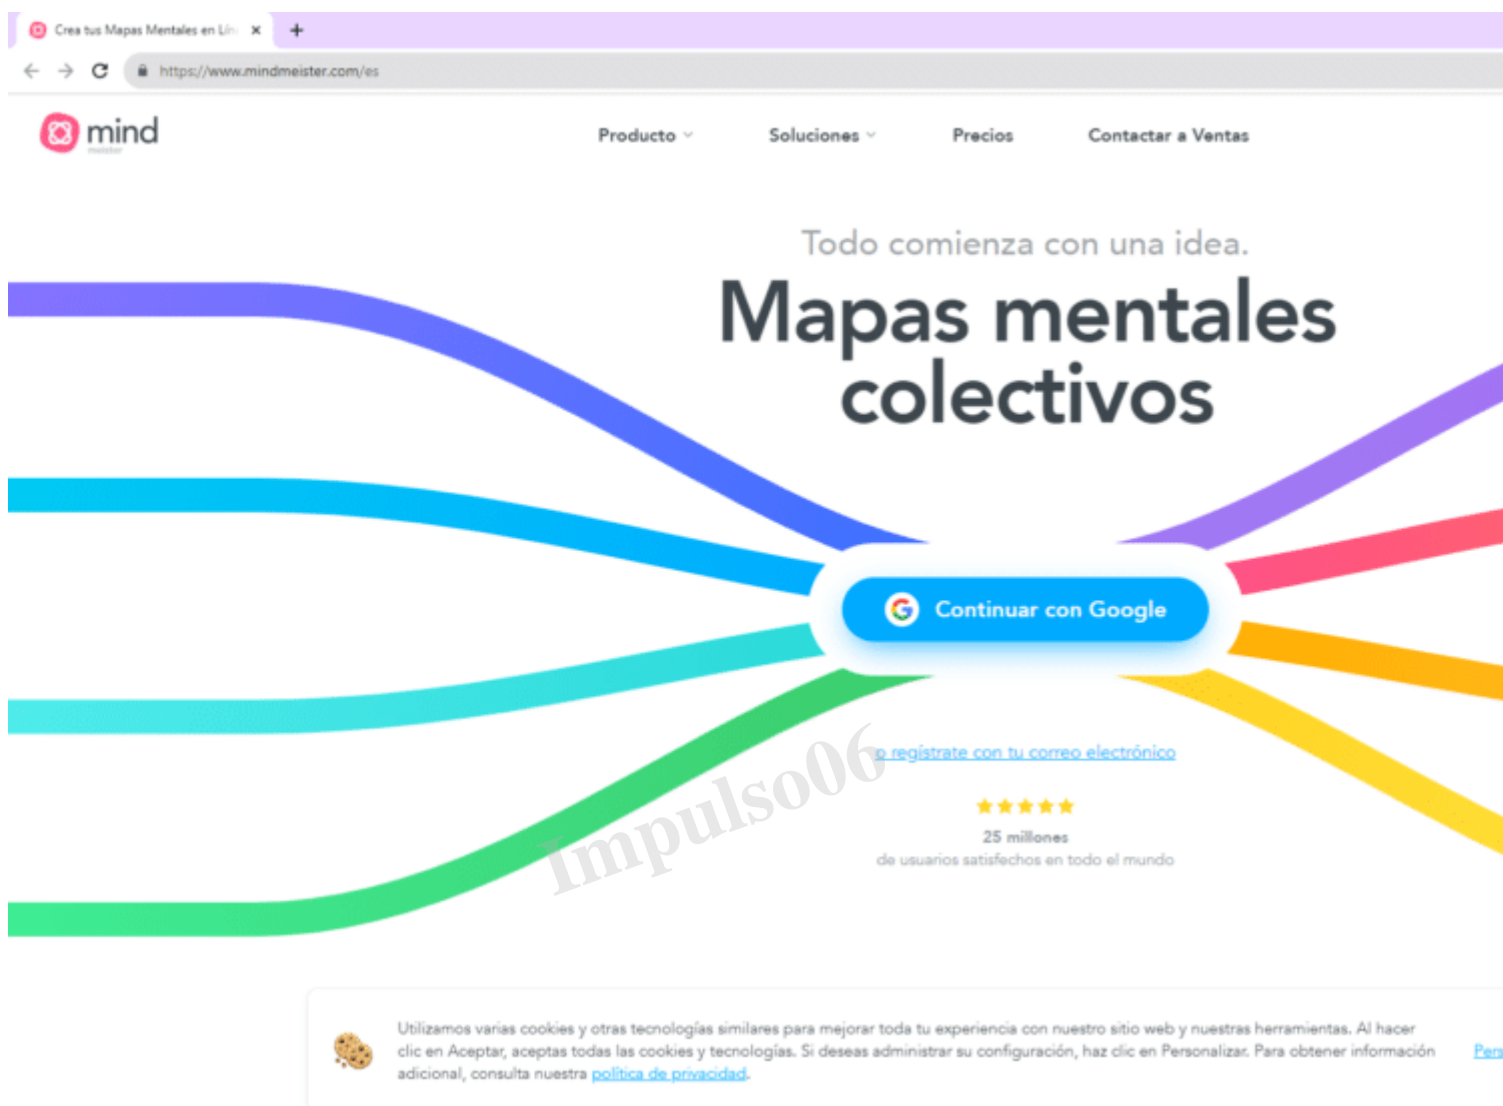 Crea tus Mapas Mentales en Lín
https://www.mindmeister.com/es
mind
meister
Producto
Soluciones
Precios
Contactar a Ventas
Todo comienza con una idea.
Mapas mentales
colectivos
Continuar con Google
o regístrate con tu correo electrónico
Impulso06
25 millones
de usuarios satisfechos en todo el mundo
Utilizamos varias cookies y otras tecnologías similares para mejorar toda tu experiencia con nuestro sitio web y nuestras herramientas. Al hacer
clic en Aceptar, aceptas todas las cookies y tecnologías. Si deseas administrar su configuración, haz clic en Personalizar. Para obtener información
Pers
adicional, consulta nuestra política de privacidad.